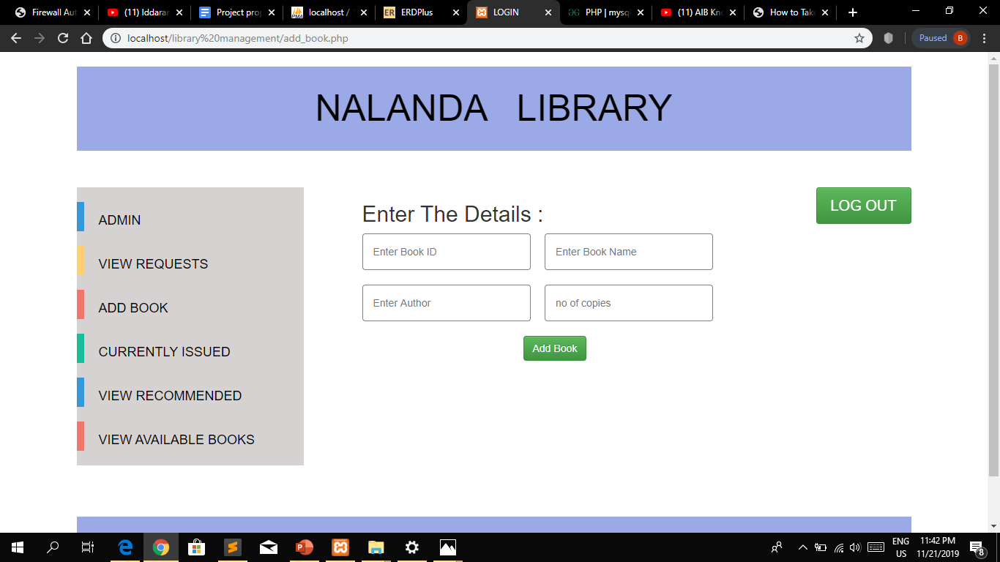 Firewall Aut
(11) Iddarar
Project prop
localhost /
ERDPlus
LOGIN
PHP | mysq
(11) AIB Kno
How to Take
localhost/library%20management/add_book.php
Paused B
NALANDA LIBRARY
ADMIN
VIEW REQUESTS
ADD BOOK
CURRENTLY ISSUED
VIEW RECOMMENDED
VIEW AVAILABLE BOOKS
Enter The Details :
Enter Book ID
Enter Book Name
Enter Author
no of copies
Add Book
LOG OUT
ENG
US
11:42 PM
11/21/2019
8